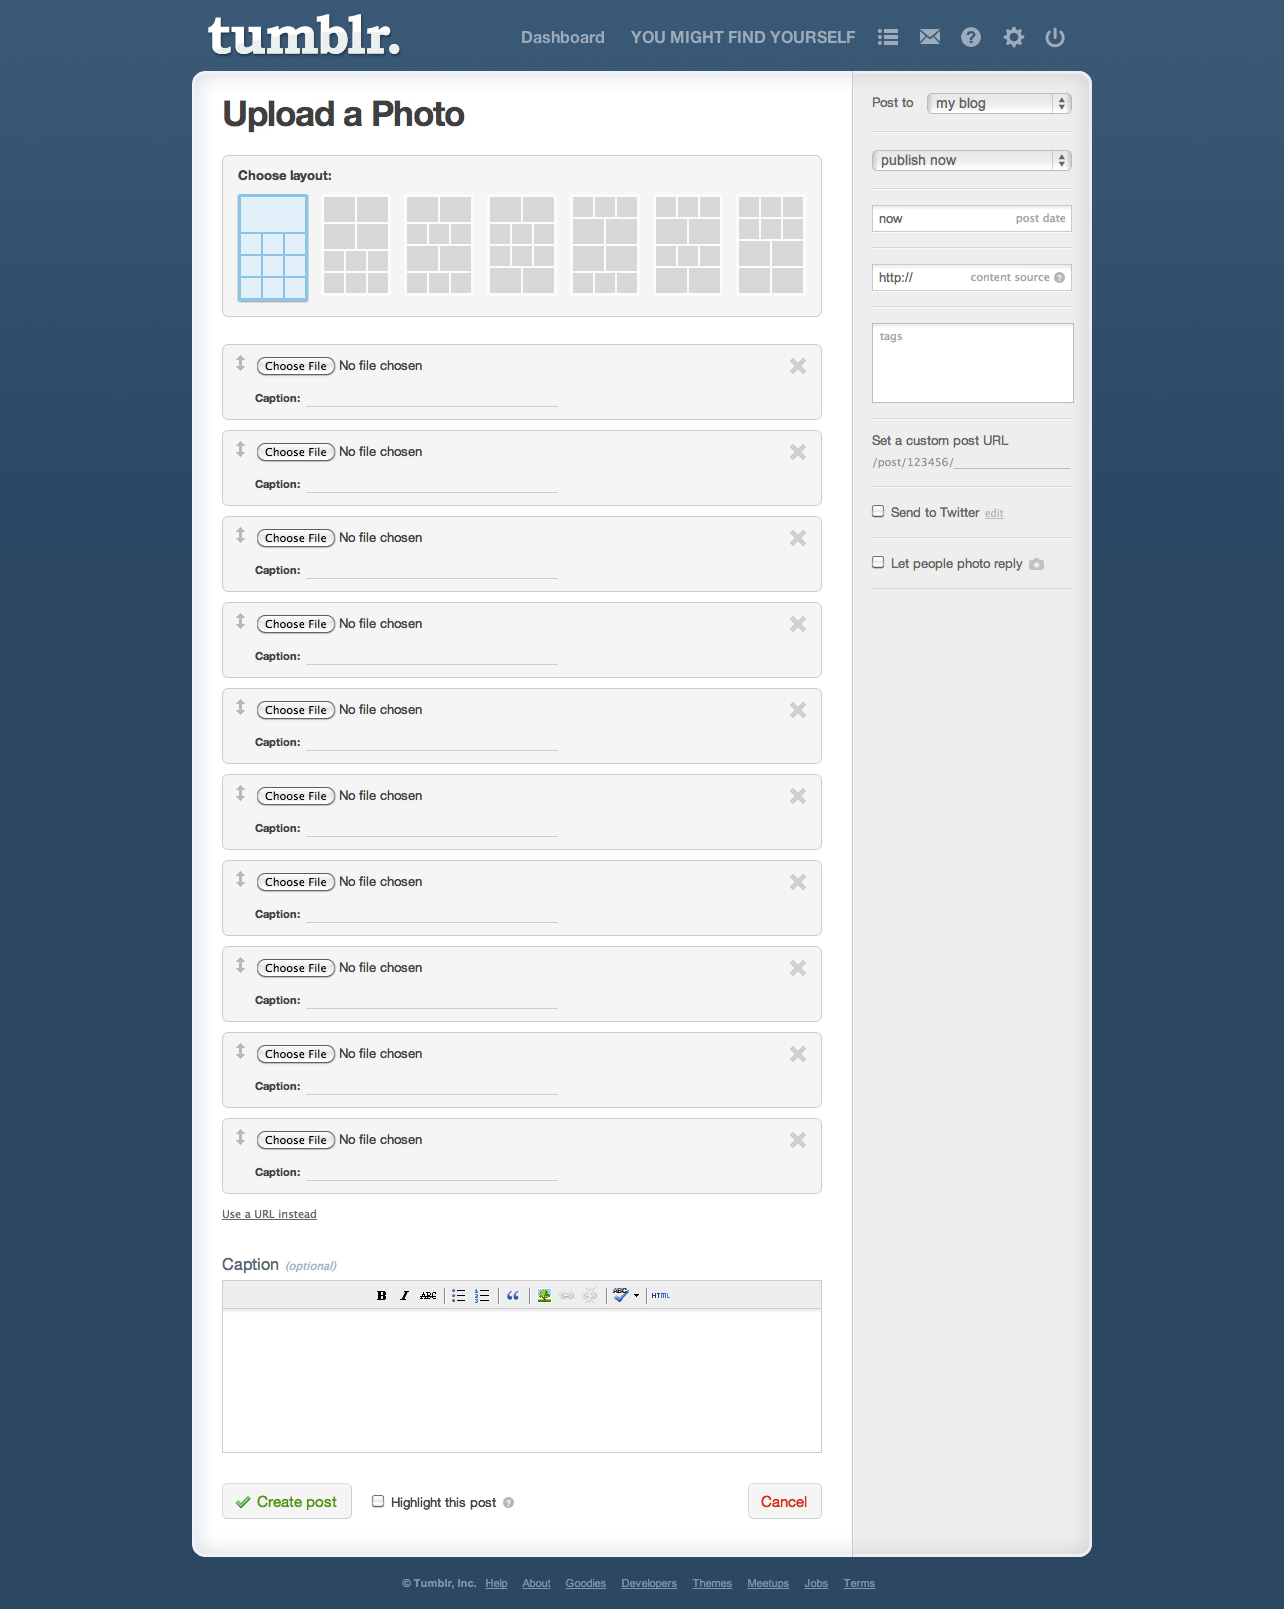 tumblr.
Dashboard YOU MIGHT FIND YOURSELF
Upload a Photo
Choose layout:
Choose File No file chosen
Caption:
Choose File No file chosen
Caption:
Choose File No file chosen
Caption:
Choose File No file chosen
Caption:
Choose File No file chosen
Caption:
Choose File No file chosen
Caption:
Choose File No file chosen
Caption:
Choose File No file chosen
Caption:
Choose File No file chosen
Caption:
Choose File No file chosen
Caption:
Use a URL instead
Caption (optional)
B I ABC ABC HTML
Create post Highlight this post ? Cancel
Post to my blog
publish now
now post date
http:// content source ?
tags
Set a custom post URL
/post/123456/
Send to Twitter edit
Let people photo reply
© Tumblr, Inc. Help About Goodies Developers Themes Meetups Jobs Terms